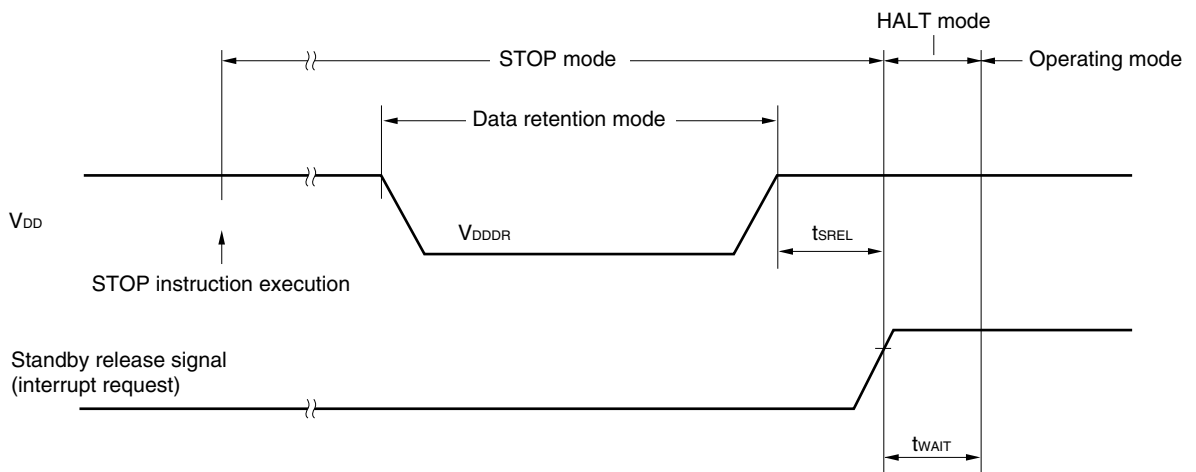 HALT mode
STOP mode
Operating mode
Data retention mode
VDD
VDDDR
tSREL
STOP instruction execution
Standby release signal
(interrupt request)
tWAIT